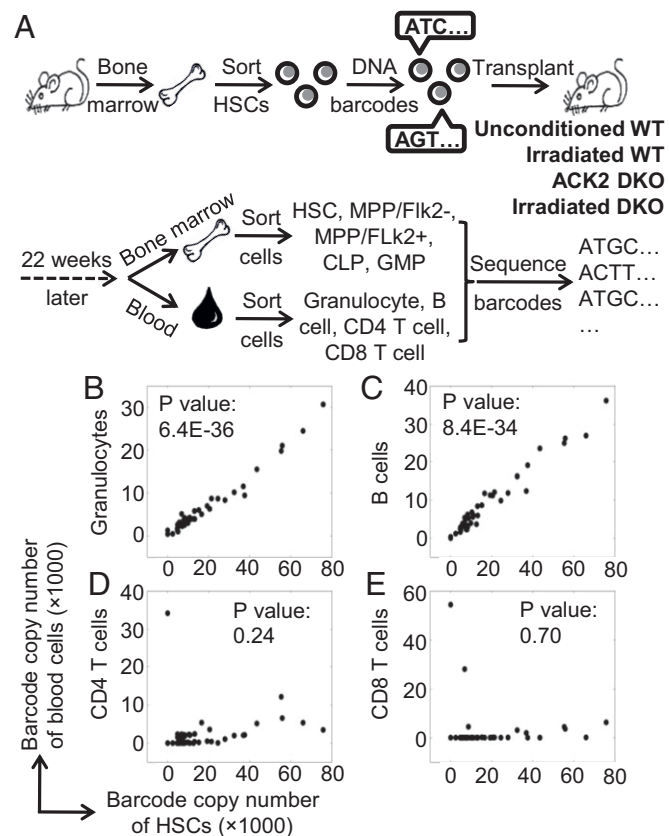 A
Bone
marrow
Sort
HSCs
DNA
barcodes
ATC...
AGT...
Transplant
Unconditioned WT
Irradiated WT
ACK2 DKO
Irradiated DKO
22 weeks
later
Bone marrow
Blood
Sort
cells
Sort
cells
HSC, MPP/Flk2-,
MPP/FLk2+,
CLP, GMP
Granulocyte, B
cell, CD4 T cell,
CD8 T cell
Sequence
barcodes
ATGC...
ACTT...
ATGC...
...
B
P value:
6.4E-36
Granulocytes
30
20
10
0
0 20 40 60 80
C
P value:
8.4E-34
B cells
40
30
20
10
0
0 20 40 60 80
D
P value:
0.24
CD4 T cells
40
30
20
10
0
0 20 40 60 80
E
P value:
0.70
CD8 T cells
60
40
20
0
0 20 40 60 80
Barcode copy number
of blood cells (×1000)
Barcode copy number
of HSCs (×1000)